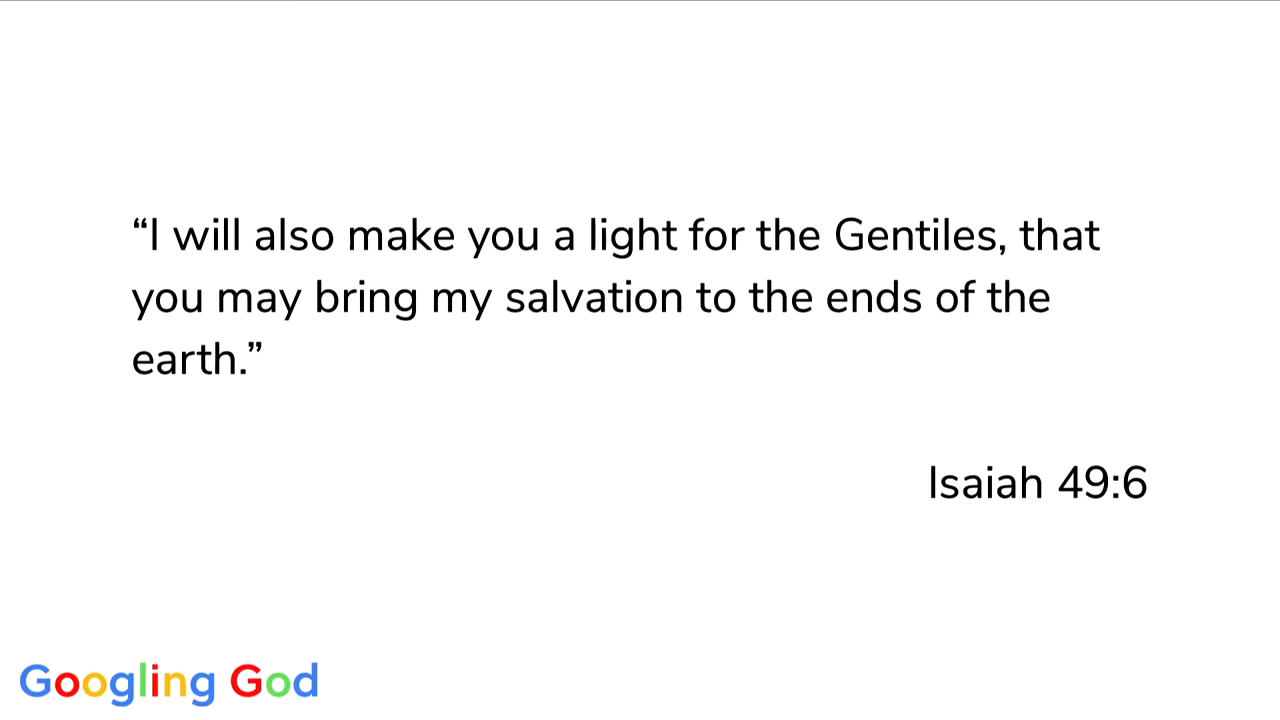 “I will also make you a light for the Gentiles, that
you may bring my salvation to the ends of the
earth.”
Isaiah 49:6
Googling God